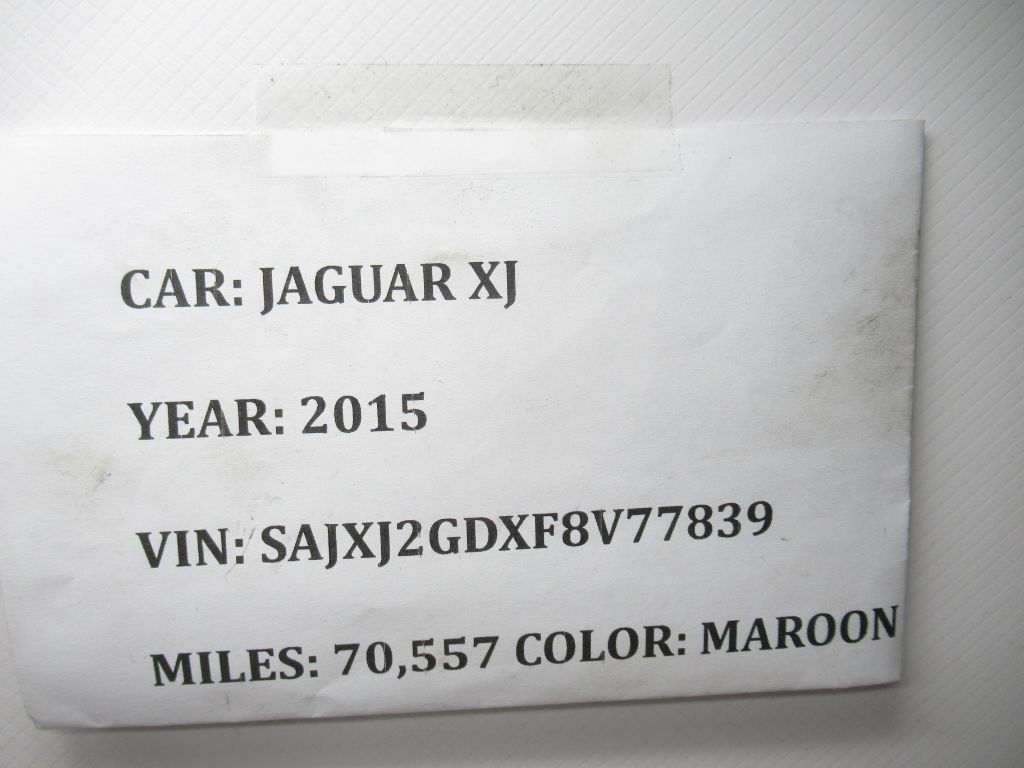 CAR: JAGUAR XJ
YEAR: 2015
VIN: SAJXJ2GDXF8V77839
MILES: 70,557 COLOR: MAROON